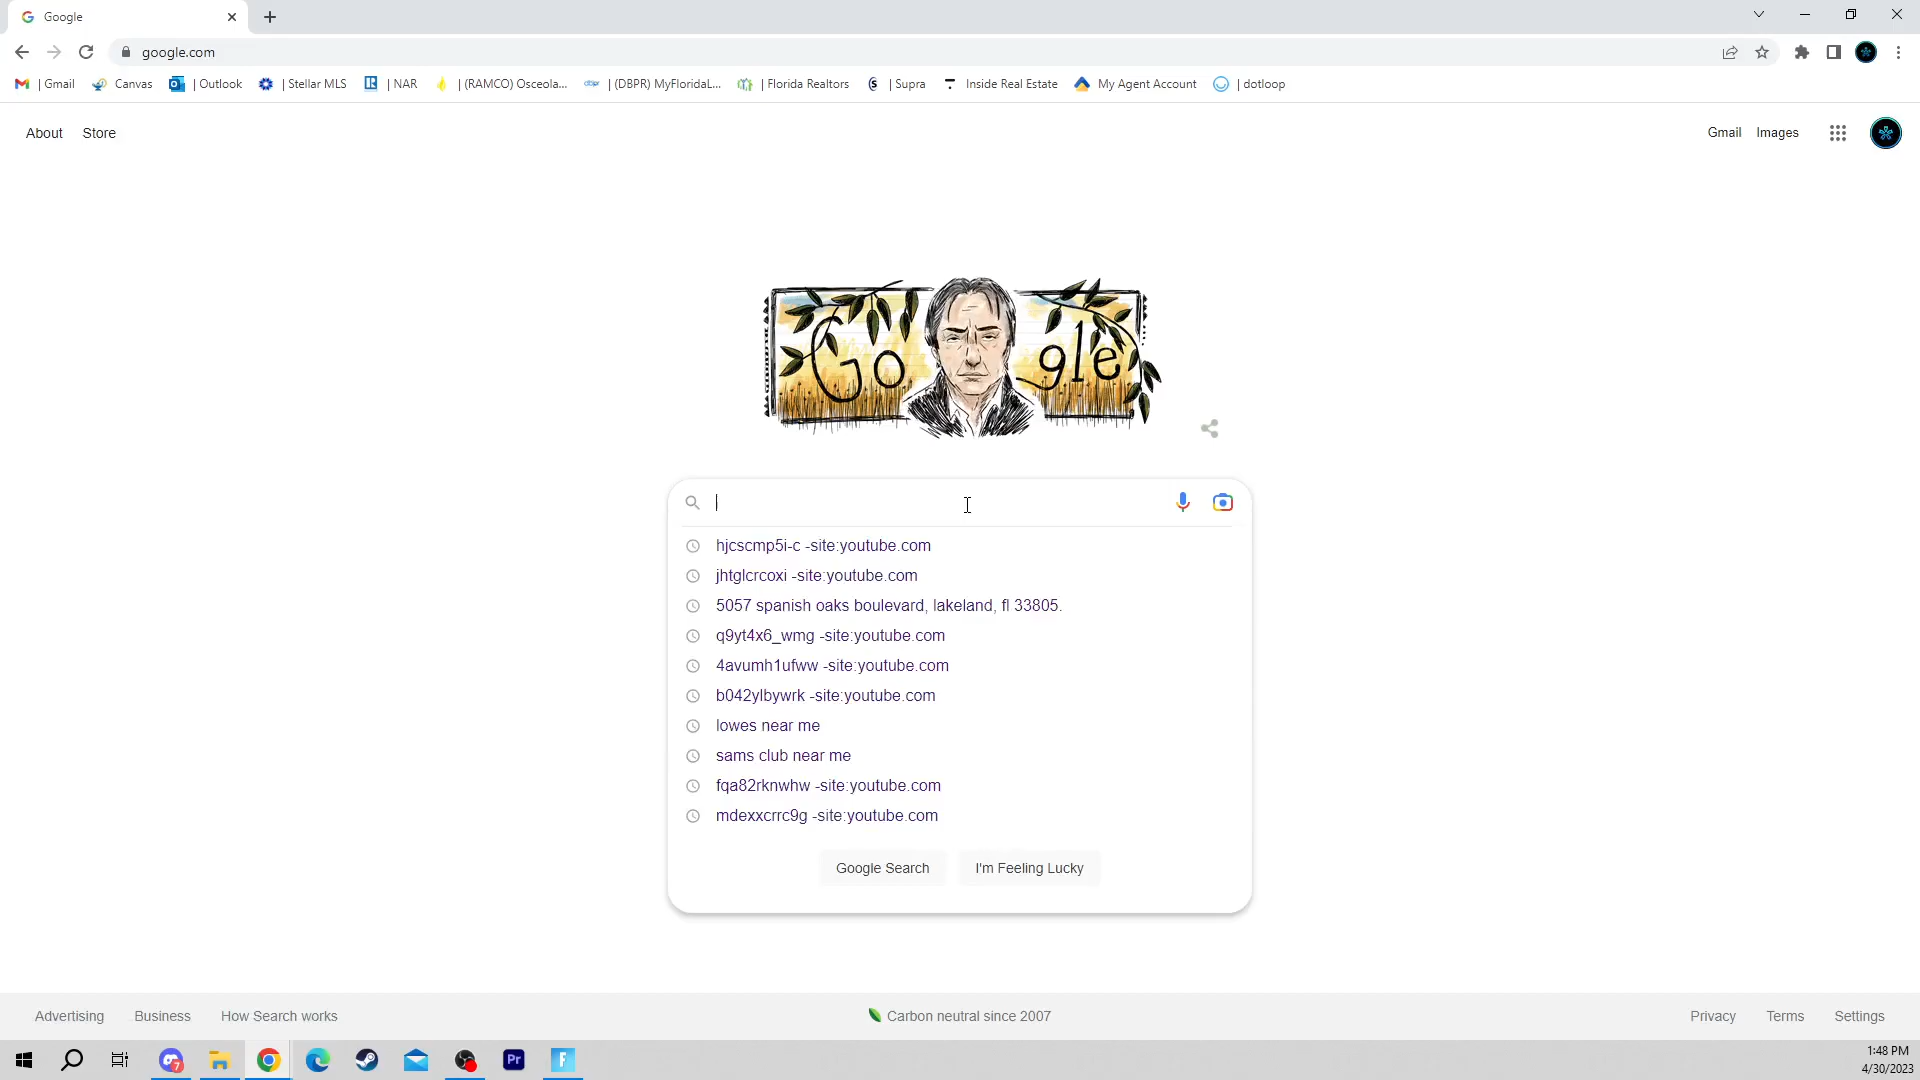 Google
google.com
| Gmail
Canvas
| Outlook
| Stellar MLS
| NAR
| (RAMCO) Osceola...
| (DBPR) MyFloridaL...
| Florida Realtors
| Supra
Inside Real Estate
My Agent Account
| dotloop
About
Store
Gmail
Images
Go gle
hjcscmp5i-c -site:youtube.com
jhtglcrcoxi -site:youtube.com
5057 spanish oaks boulevard, lakeland, fl 33805.
q9yt4x6_wmg -site:youtube.com
4avumh1ufww -site:youtube.com
b042ylbywrk -site:youtube.com
lowes near me
sams club near me
fqa82rknwhw -site:youtube.com
mdexxcrrc9g -site:youtube.com
Google Search
I'm Feeling Lucky
Advertising
Business
How Search works
Carbon neutral since 2007
Privacy
Terms
Settings
7
Pr
F
1:48 PM
4/30/2023